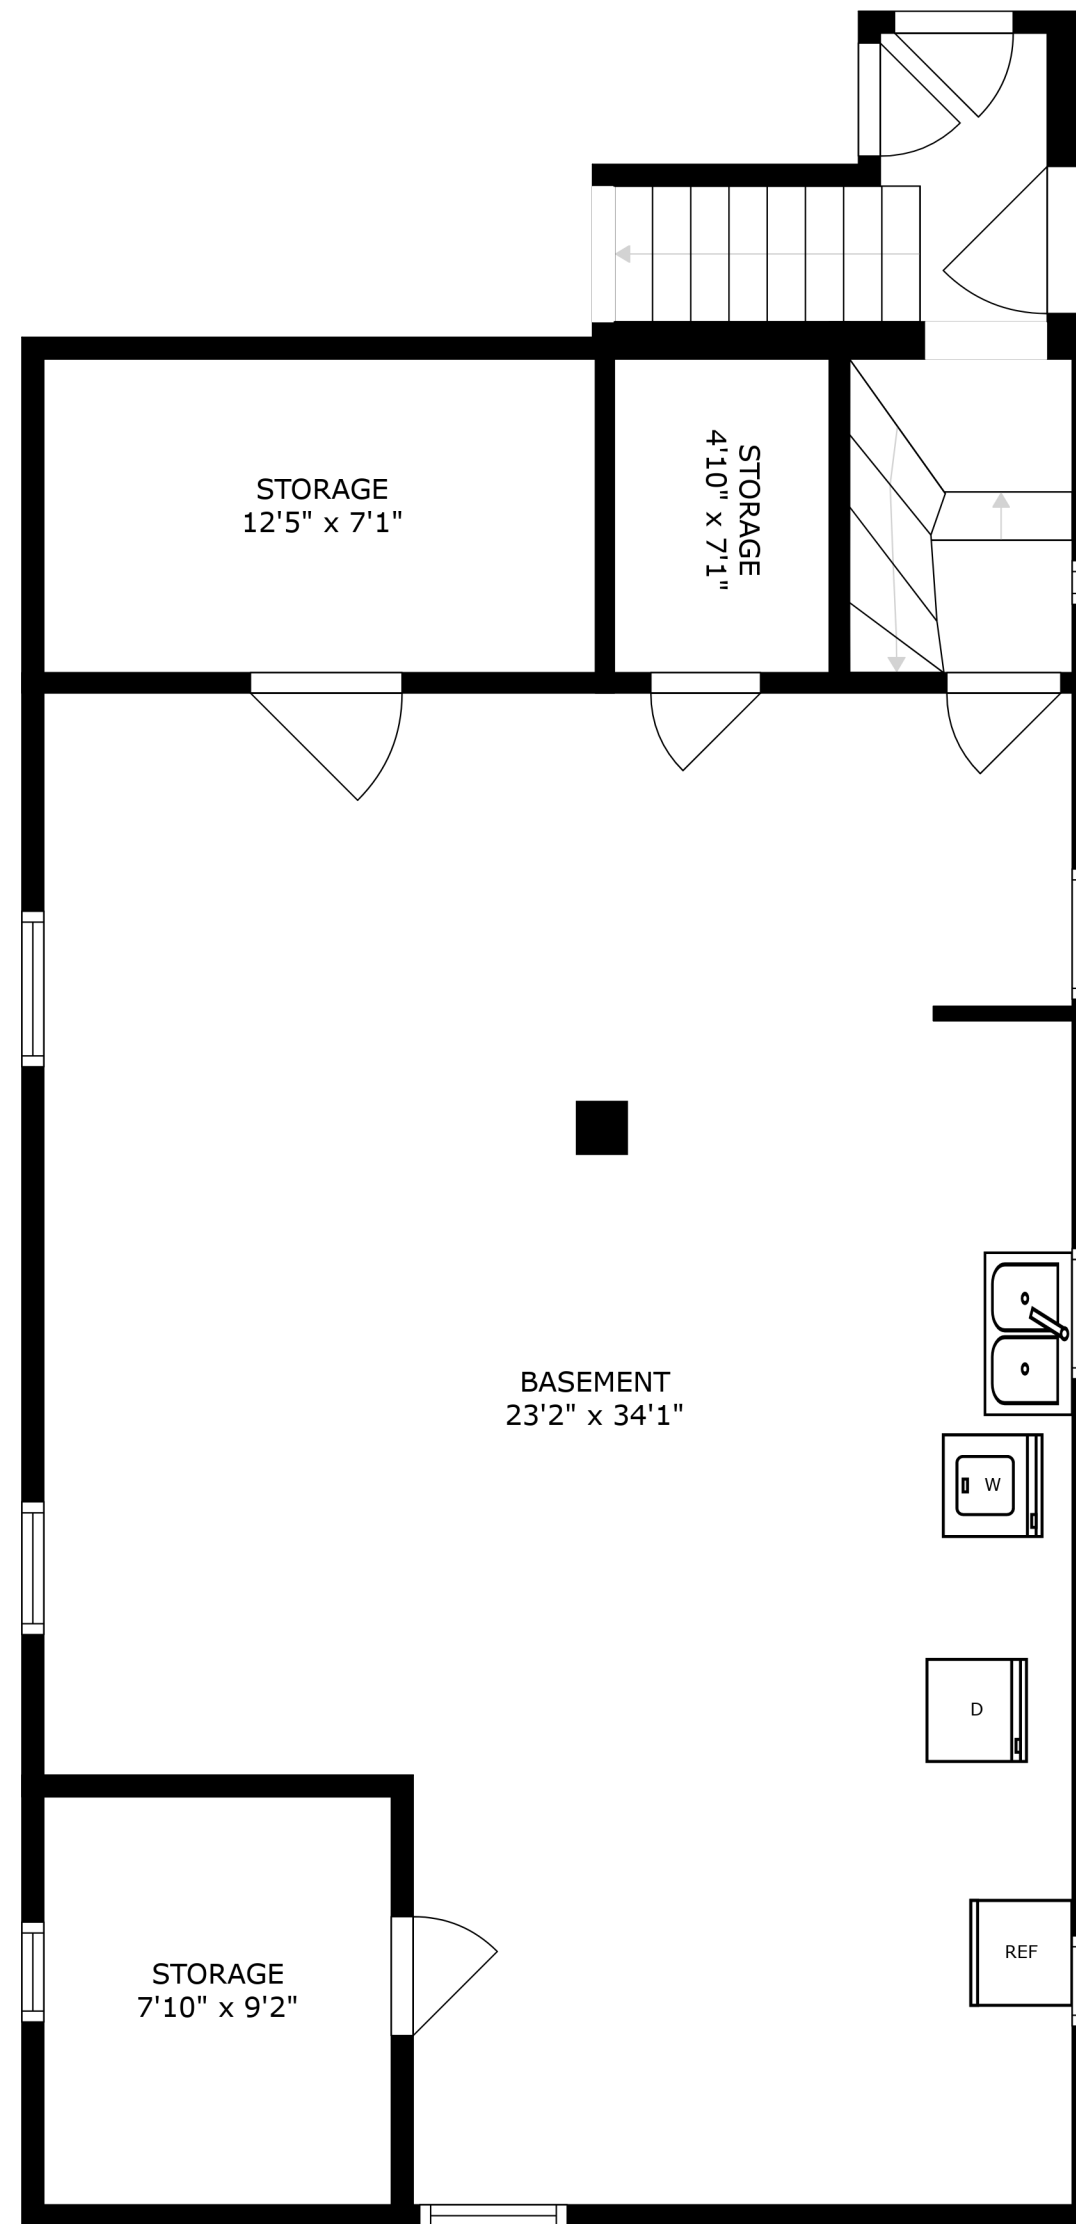 STORAGE
12'5" x 7'1"
STORAGE
4'10" x 7'1"
BASEMENT
23'2" x 34'1"
W
D
STORAGE
7'10" x 9'2"
REF